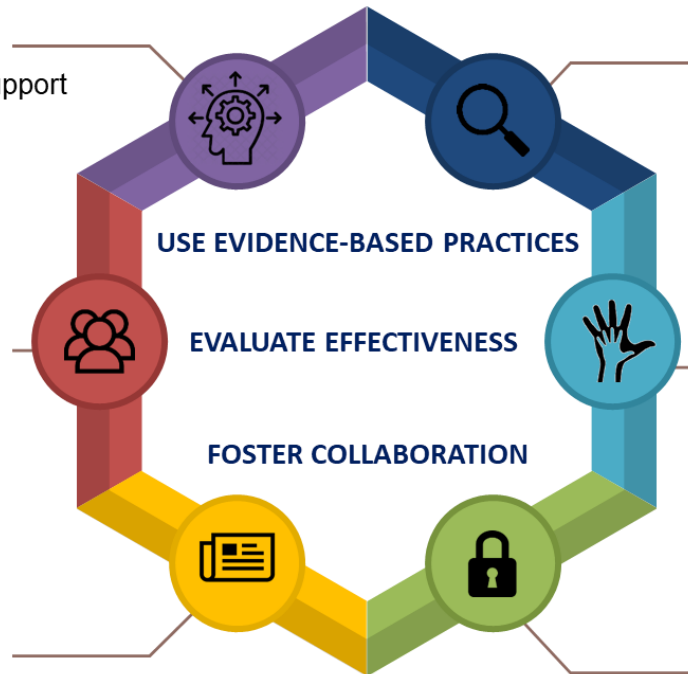 pport
USE EVIDENCE-BASED PRACTICES
EVALUATE EFFECTIVENESS
FOSTER COLLABORATION